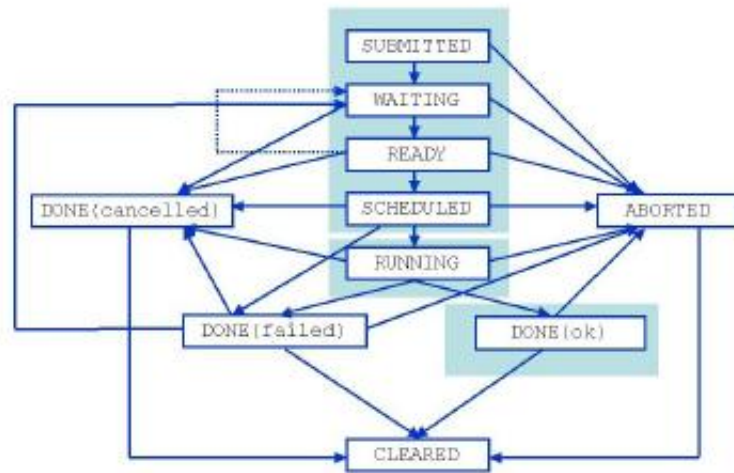 SUBMITTED
WAITING
READY
DONE(cancelled)
SCHEDULED
ABORTED
RUNNING
DONE(failed)
DONE(ok)
CLEARED